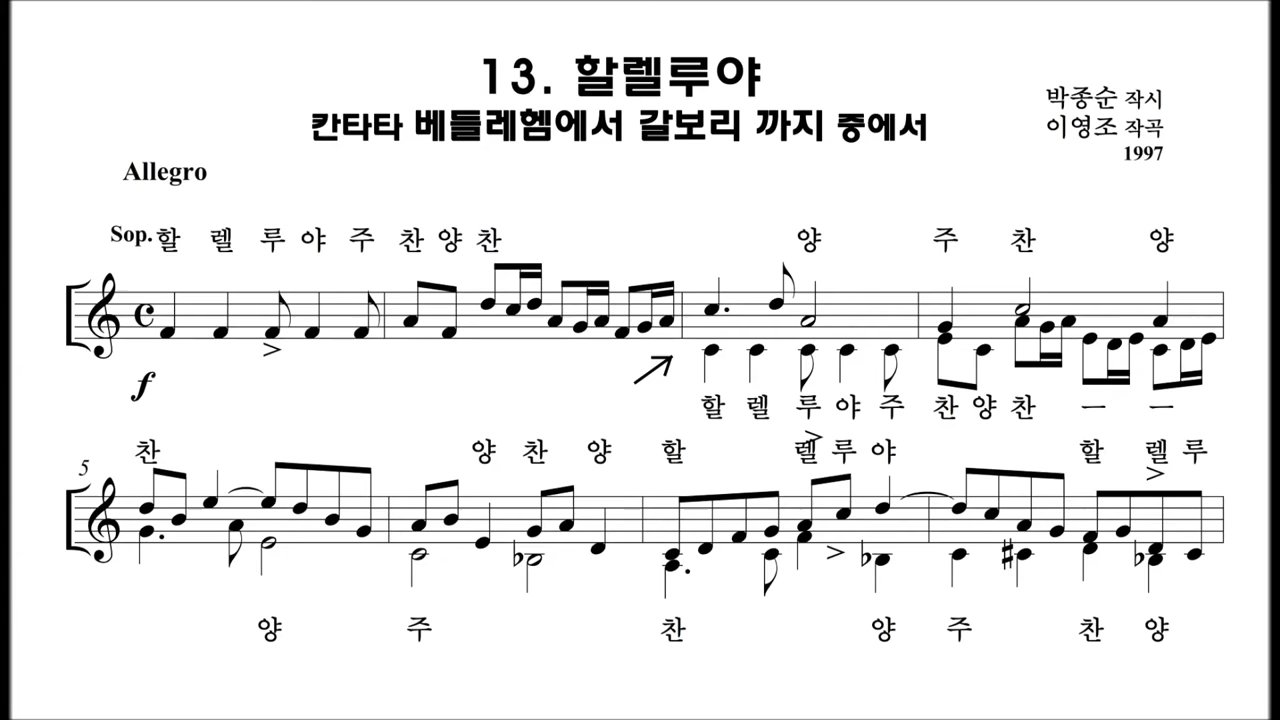 13. 할렐루야
칸타타 베들레헴에서 갈보리 까지 중에서
박종순 작시
이영조 작곡
1997
Allegro
Sop. 할 렐 루 야 주 찬 양 찬 양 주 찬 양
f
할 렐 루 야 주 찬 양 찬 ㅡ ㅡ
5
찬 양 찬 양 할 렐 루 야 할 렐 루
양 주 찬 양 주 찬 양